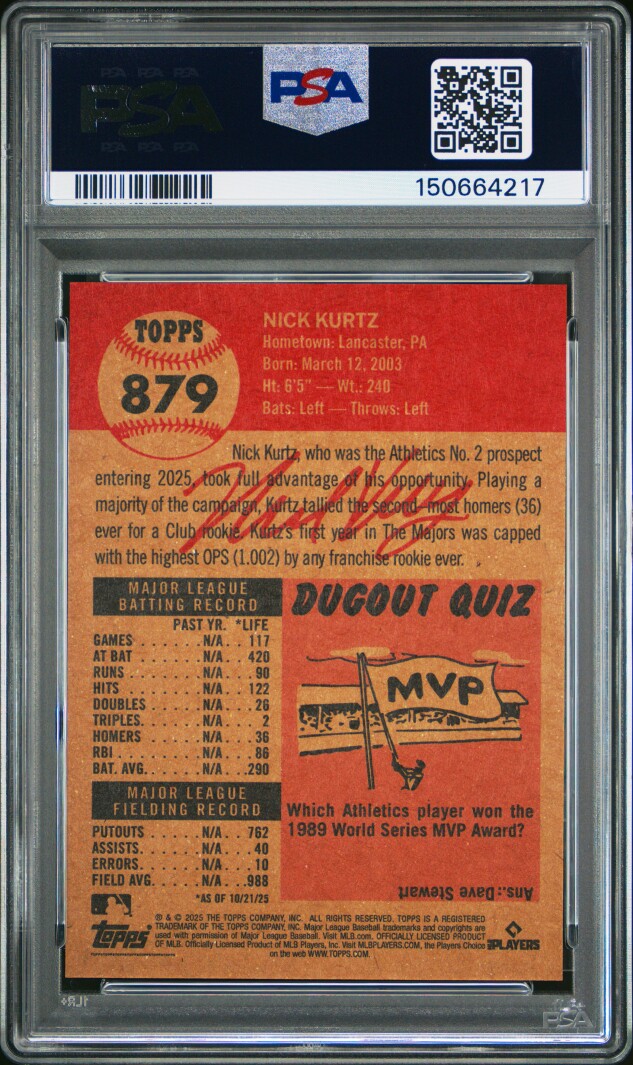 PSA PSA PSA
PSA
PSA
PSA PSA PSA
150664217
TOPPS
879
NICK KURTZ
Hometown: Lancaster, PA
Born: March 12, 2003
Ht: 6'5" — Wt.: 240
Bats: Left — Throws: Left
Nick Kurtz, who was the Athletics No. 2 prospect
entering 2025, took full advantage of his opportunity. Playing a
majority of the campaign, Kurtz tallied the second-most homers (36)
ever for a Club rookie. Kurtz's first year in The Majors was capped
with the highest OPS (1.002) by any franchise rookie ever.
Nick Kurtz
MAJOR LEAGUE
BATTING RECORD
PAST YR. *LIFE
GAMES . . . . . . . N/A . . 117
AT BAT . . . . . . . N/A . . 420
RUNS . . . . . . . N/A . . 90
HITS . . . . . . . N/A . . 122
DOUBLES . . . . . . . N/A . . 26
TRIPLES. . . . . . . N/A . . 2
HOMERS . . . . . . . N/A . . 36
RBI . . . . . . . N/A . . 86
BAT. AVG. . . . . . . N/A . . .290
MAJOR LEAGUE
FIELDING RECORD
PUTOUTS . . . . . . N/A . . 762
ASSISTS. . . . . . . N/A . . 40
ERRORS. . . . . . . N/A . . 10
FIELD AVG. . . . . . N/A . . .988
*AS OF 10/21/25
DUGOUT QUIZ
MVP
Which Athletics player won the
1989 World Series MVP Award?
Ans.: Dave Stewart
® & © 2025 THE TOPPS COMPANY, INC. ALL RIGHTS RESERVED. TOPPS IS A REGISTERED
TRADEMARK OF THE TOPPS COMPANY, INC. Major League Baseball trademarks and copyrights are
used with permission of Major League Baseball. Visit MLB.com. OFFICIALLY LICENSED PRODUCT
OF MLB. Officially Licensed Product of MLB Players, Inc. Visit MLBPLAYERS.COM, the Players Choice
on the web WWW.TOPPS.COM.
topps
PLAYERS
PSA